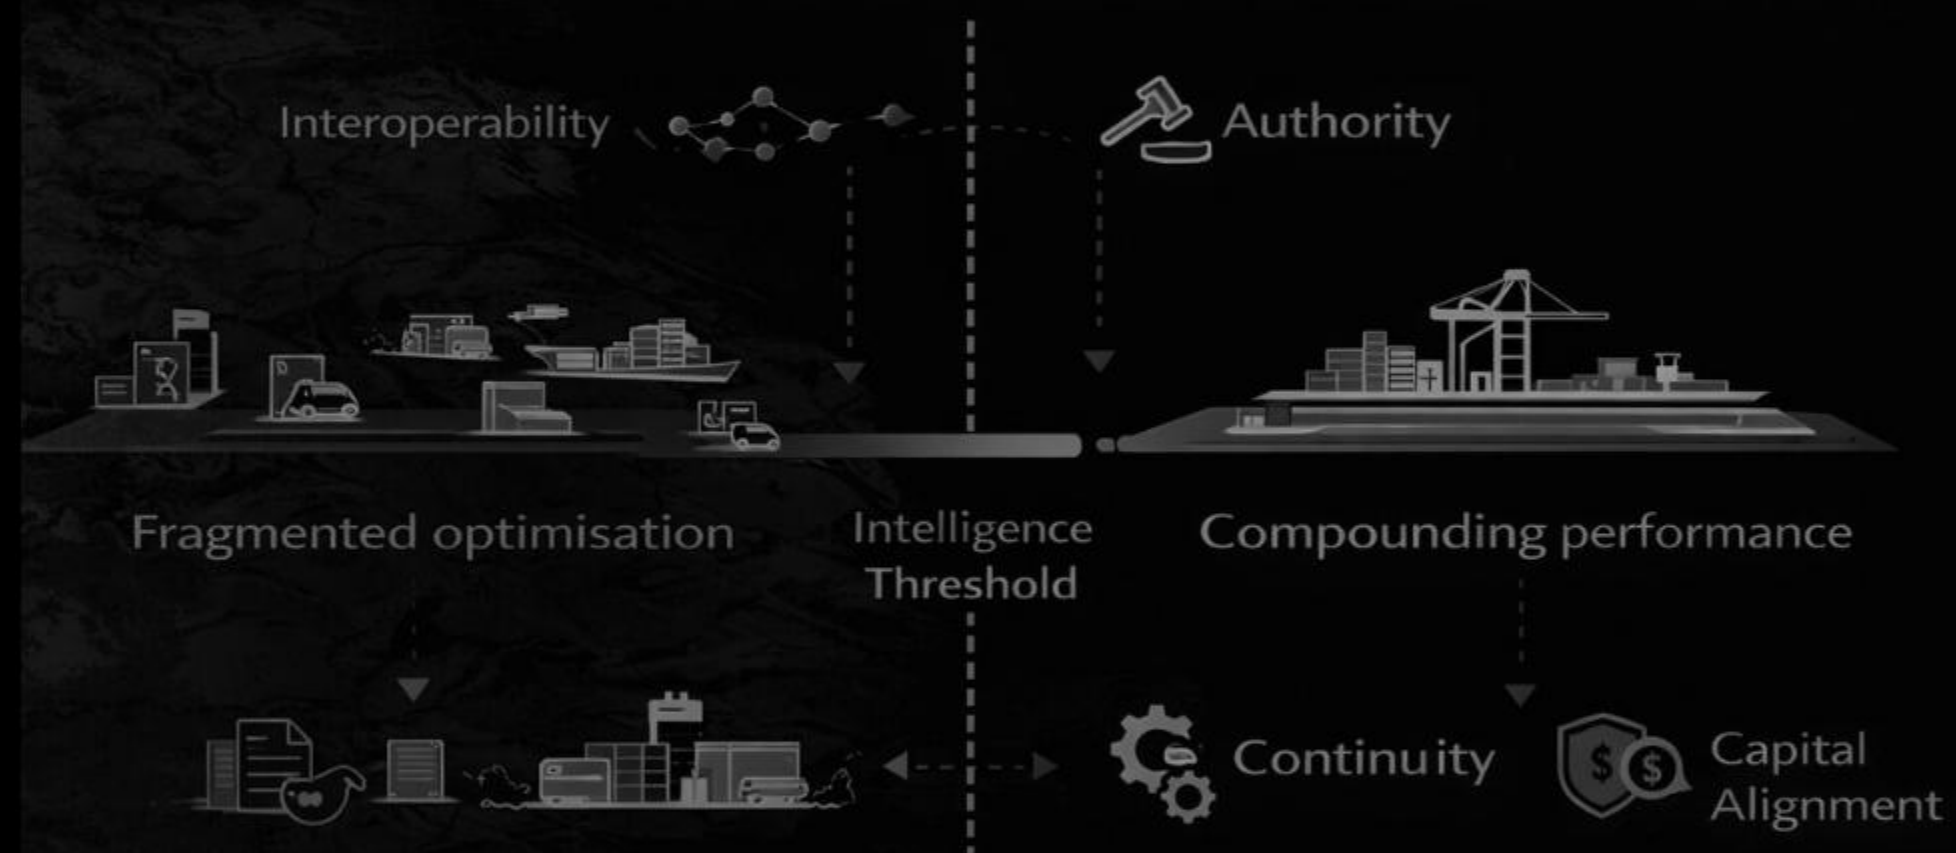 Interoperability
Authority
Fragmented optimisation
Intelligence
Threshold
Compounding performance
Continuity
$ $
Capital
Alignment